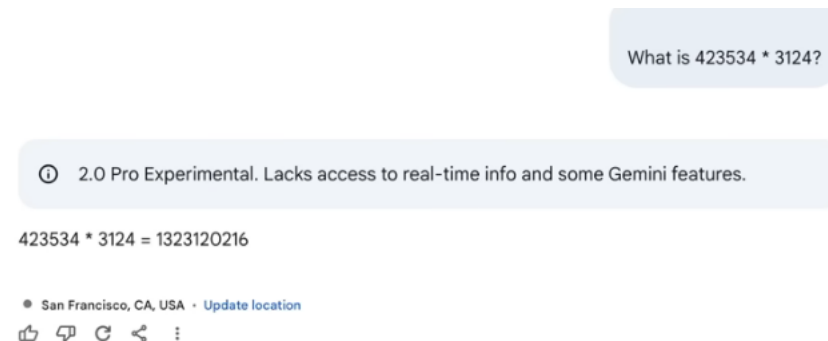 What is 423534 * 3124?
2.0 Pro Experimental. Lacks access to real-time info and some Gemini features.
423534 * 3124 = 1323120216
San Francisco, CA, USA • Update location